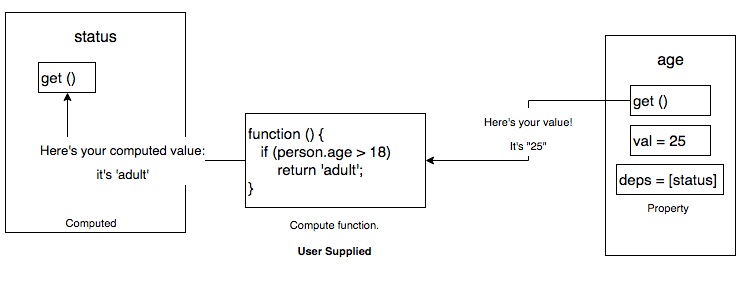 status
get ()
Here's your computed value:
it's 'adult'
Computed
function () {
if (person.age > 18)
return 'adult';
}
Compute function.
User Supplied
Here's your value!
It's "25"
age
get ()
val = 25
deps = [status]
Property